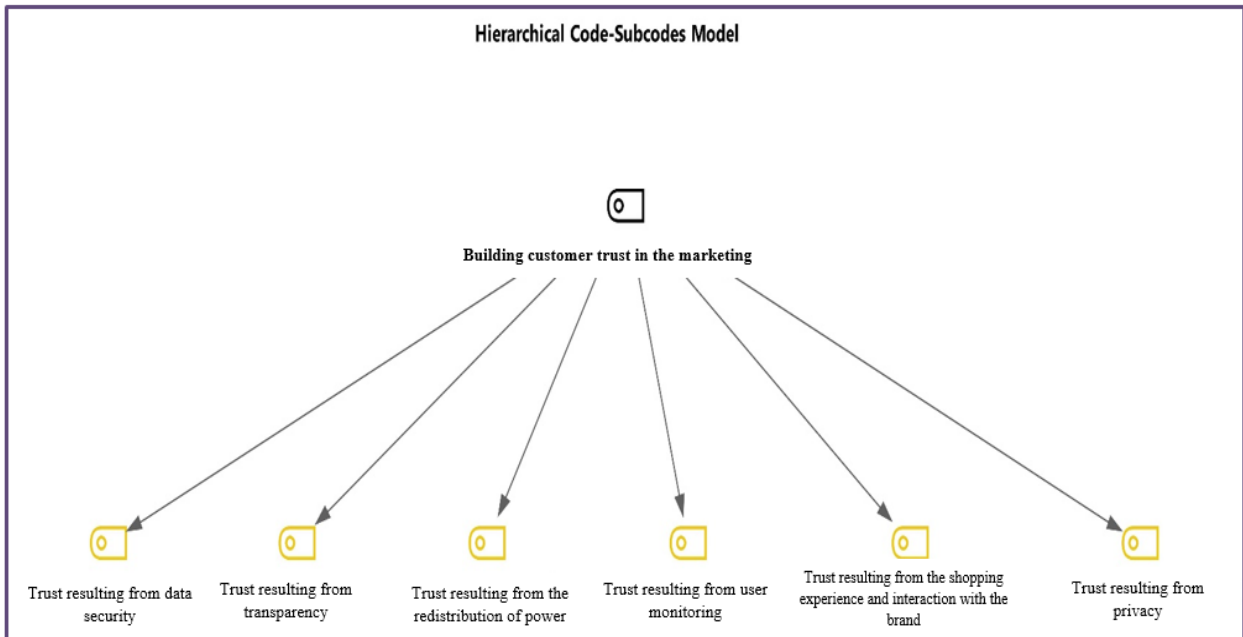 Hierarchical Code-Subcodes Model
Building customer trust in the marketing
Trust resulting from data
security
Trust resulting from
transparency
Trust resulting from the
redistribution of power
Trust resulting from user
monitoring
Trust resulting from the shopping
experience and interaction with the
brand
Trust resulting from
privacy